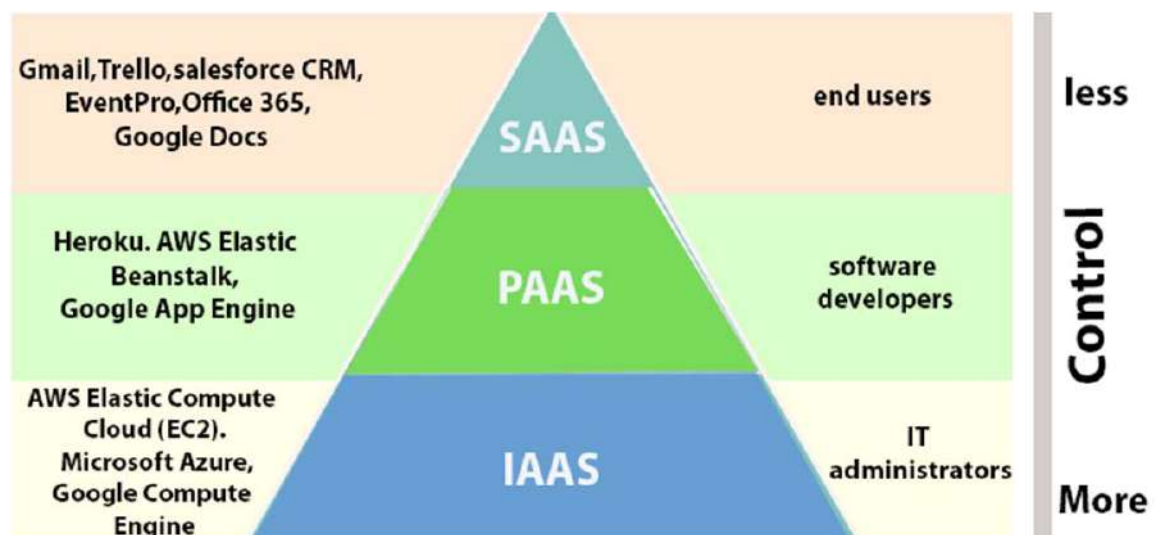 Gmail,Trello,salesforce CRM,
EventPro,Office 365,
Google Docs
SAAS
end users
less
Heroku. AWS Elastic
Beanstalk,
Google App Engine
PAAS
software
developers
Control
AWS Elastic Compute
Cloud (EC2).
Microsoft Azure,
Google Compute
Engine
IAAS
IT
administrators
More